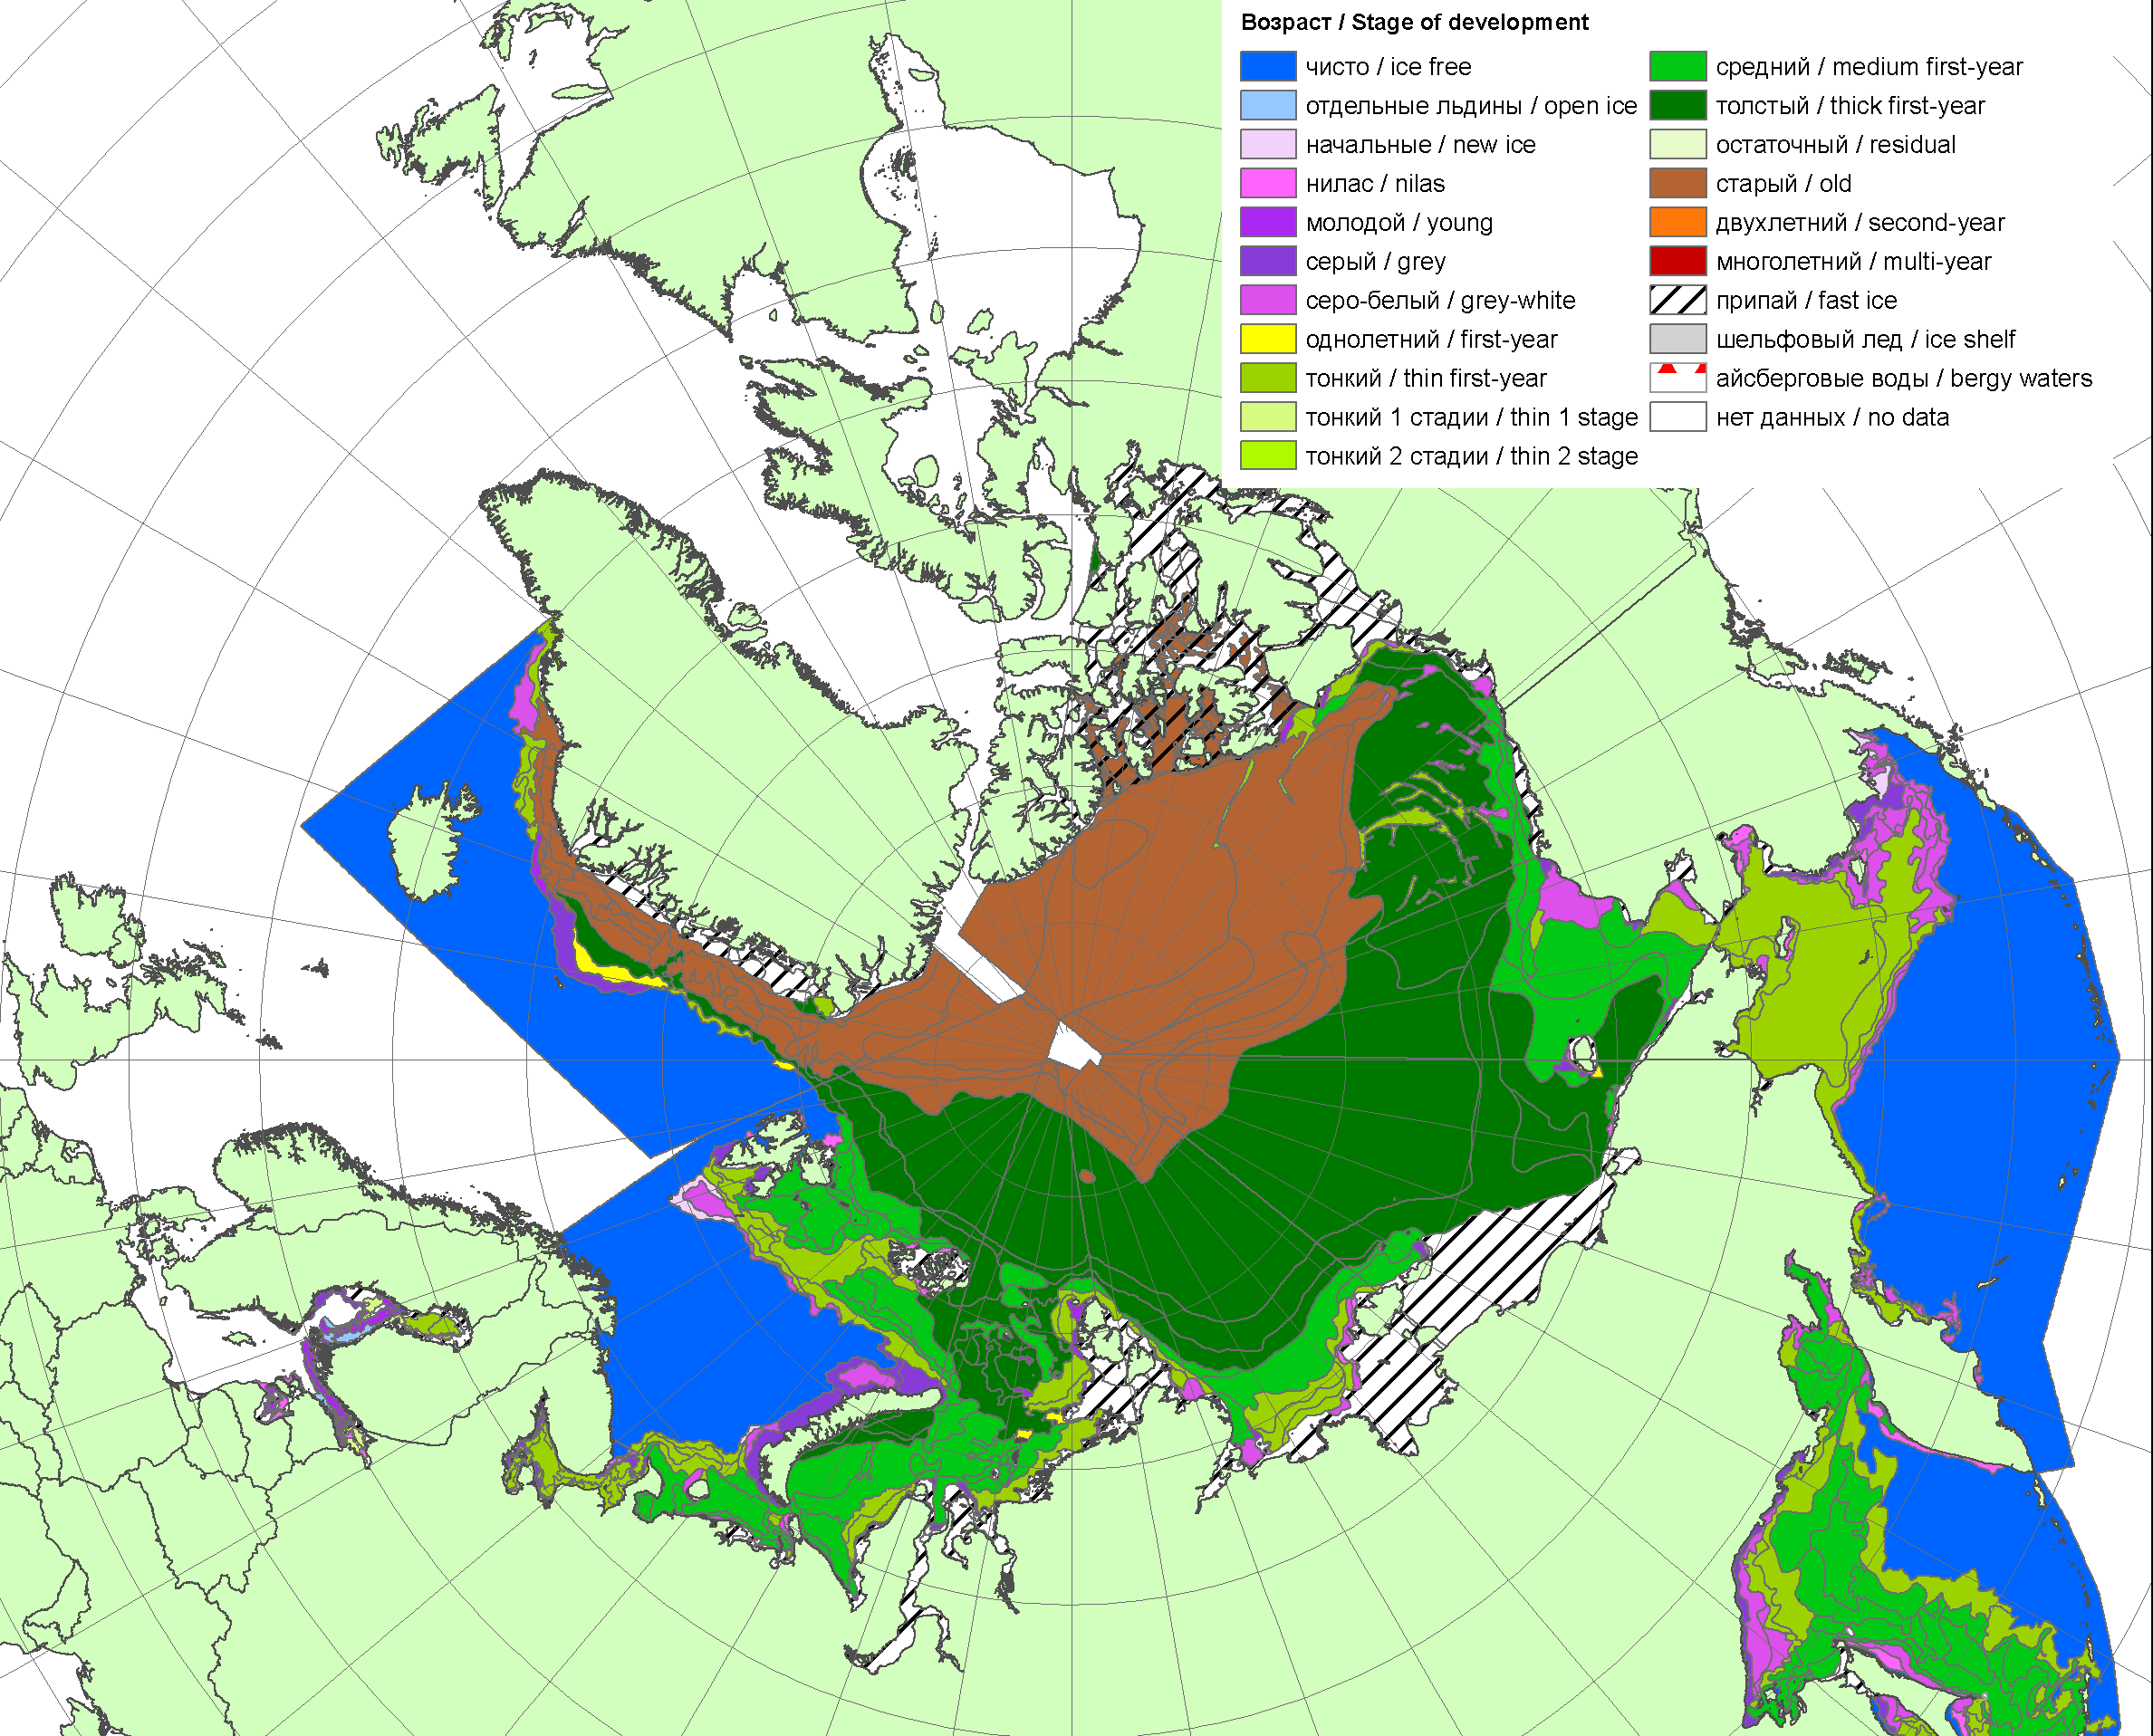 Возраст / Stage of development
чисто / ice free
отдельные льдины / open ice
начальные / new ice
нилас / nilas
молодой / young
серый / grey
серо-белый / grey-white
однолетний / first-year
тонкий / thin first-year
тонкий 1 стадии / thin 1 stage
тонкий 2 стадии / thin 2 stage
средний / medium first-year
толстый / thick first-year
остаточный / residual
старый / old
двухлетний / second-year
многолетний / multi-year
припай / fast ice
шельфовый лед / ice shelf
айсберговые воды / bergy waters
нет данных / no data